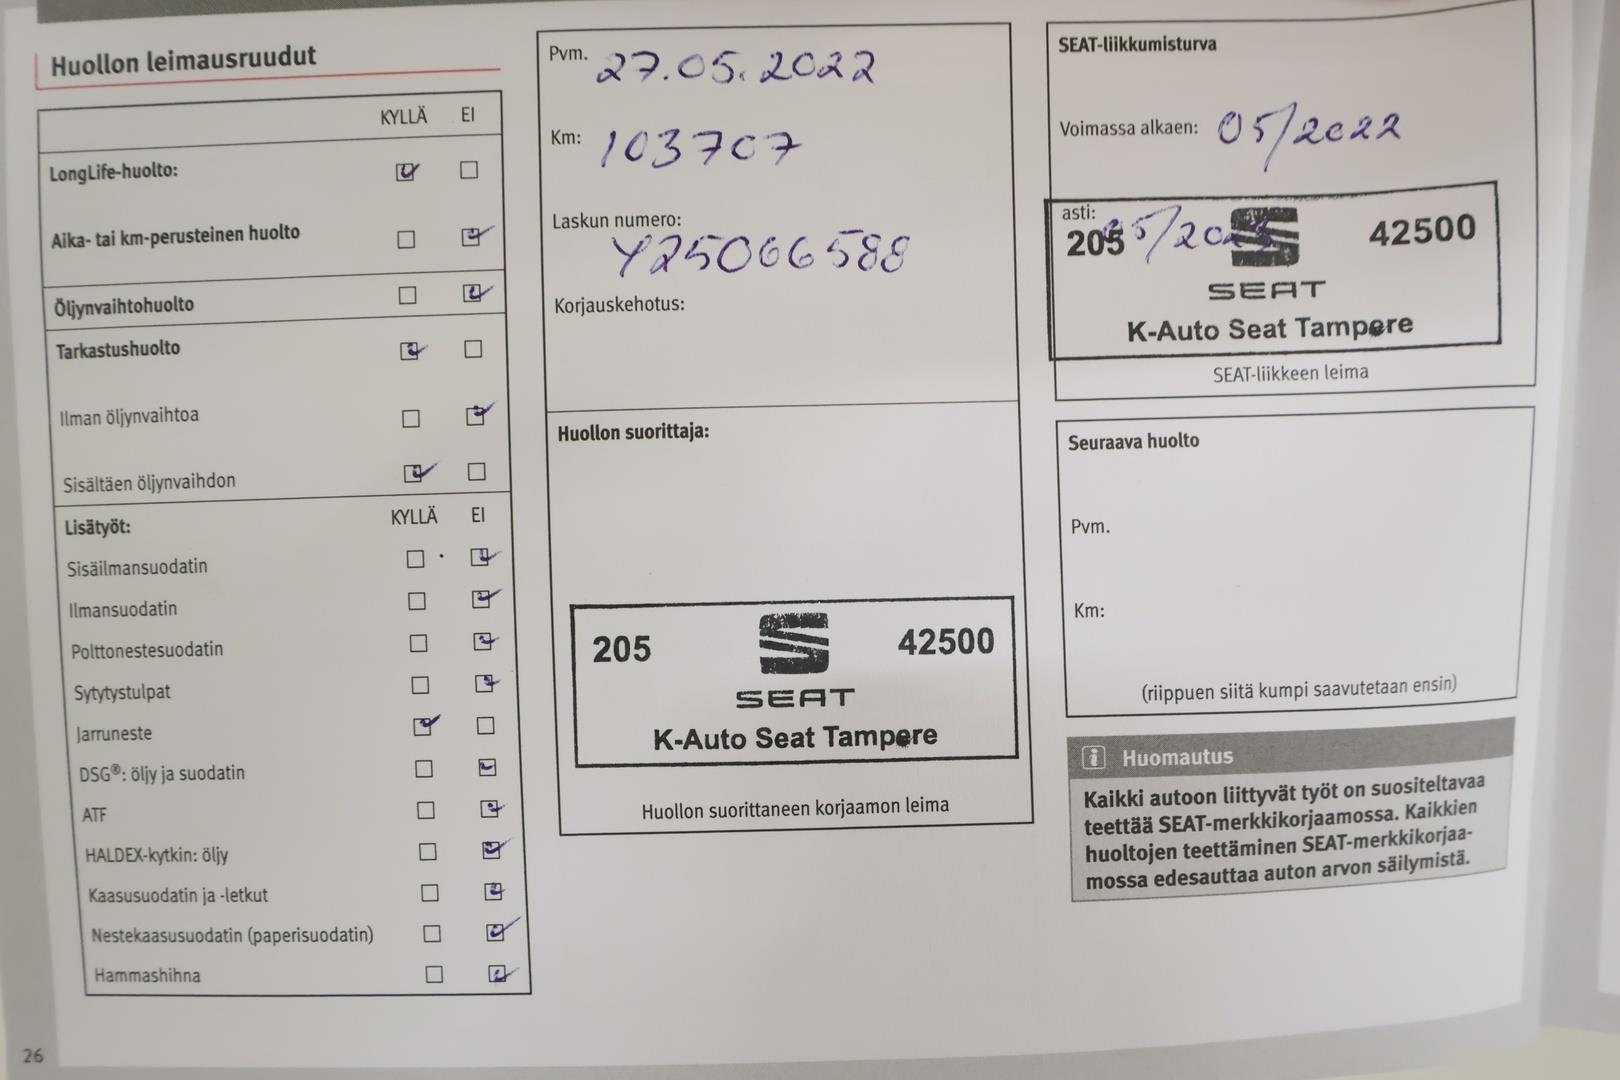 Huollon leimausruudut
KYLLÄ EI
LongLife-huolto:
Aika- tai km-perusteinen huolto
Öljynvaihtohuolto
Tarkastushuolto
Ilman öljynvaihtoa
Sisältäen öljynvaihdon
Lisätyöt: KYLLÄ EI
Sisäilmansuodatin
Ilmansuodatin
Polttonestesuodatin
Sytytystulpat
Jarruneste
DSG®: öljy ja suodatin
ATF
HALDEX-kytkin: öljy
Kaasusuodatin ja -letkut
Nestekaasusuodatin (paperisuodatin)
Hammashihna
26
Pvm. 27.05.2022
Km: 103707
Laskun numero:
Y25066588
Korjauskehotus:
Huollon suorittaja:
205 42500
SEAT
K-Auto Seat Tampere
Huollon suorittaneen korjaamon leima
SEAT-liikkumisturva
Voimassa alkaen: 05/2022
asti:
205 42500
SEAT
K-Auto Seat Tampere
SEAT-liikkeen leima
Seuraava huolto
Pvm.
Km:
(riippuen siitä kumpi saavutetaan ensin)
i Huomautus
Kaikki autoon liittyvät työt on suositeltavaa
teettää SEAT-merkkikorjaamossa. Kaikkien
huoltojen teettäminen SEAT-merkkikorjaa-
mossa edesauttaa auton arvon säilymistä.